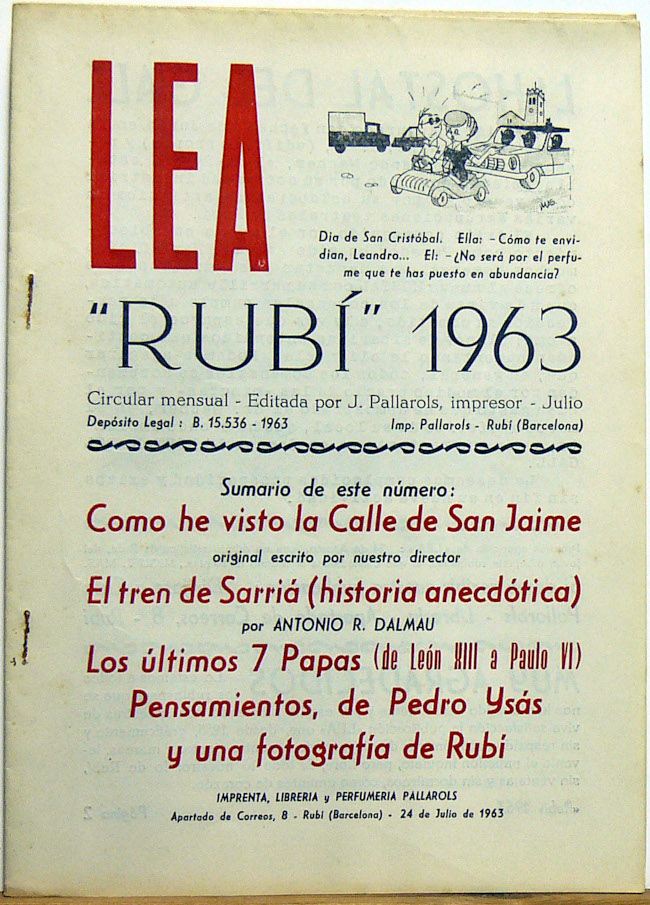 LEA
MUS.
Dia de San Cristóbal. Ella: -Cómo te envi-
dian, Leandro... El: -¿No será por el perfu-
me que te has puesto en abundancia?
"RUBÍ" 1963
Circular mensual - Editada por J. Pallarols, impresor - Julio
Depósito Legal : B. 15.536 - 1963 Imp. Pallarols - Rubí (Barcelona)
Sumario de este número:
Como he visto la Calle de San Jaime
original escrito por nuestro director
El tren de Sarriá (historia anecdótica)
por ANTONIO R. DALMAU
Los últimos 7 Papas (de León XIII a Paulo VI)
Pensamientos, de Pedro Ysás
y una fotografía de Rubí
IMPRENTA, LIBRERIA y PERFUMERIA PALLAROLS
Apartado de Correos, 8 - Rubí (Barcelona) - 24 de Julio de 1963